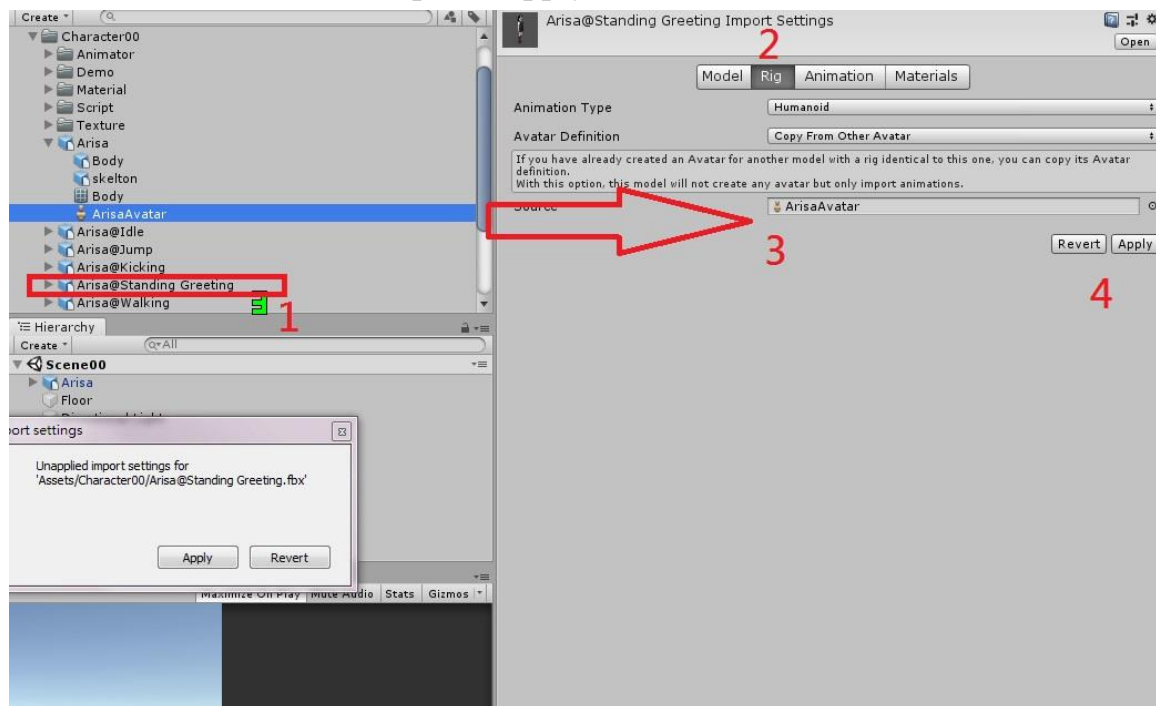 Create
Character00
Animator
Demo
Material
Script
Texture
Arisa
Body
skelton
Body
ArisaAvatar
Arisa@Idle
Arisa@Jump
Arisa@Kicking
Arisa@Standing Greeting
Arisa@Walking
1
Hierarchy
Create
All
Scene00
Arisa
Floor
ort settings
Unapplied import settings for
'Assets/Character00/Arisa@Standing Greeting.fbx'
Apply Revert
Maximize On Play Mute Audio Stats Gizmos
Arisa@Standing Greeting Import Settings
Open
2
Model Rig Animation Materials
Animation Type Humanoid
Avatar Definition Copy From Other Avatar
If you have already created an Avatar for another model with a rig identical to this one, you can copy its Avatar
definition.
With this option, this model will not create any avatar but only import animations.
Source ArisaAvatar
3
Revert Apply
4